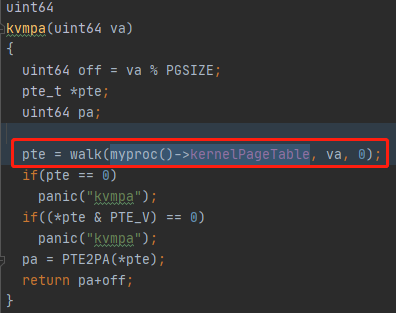 uint64
kvmpa(uint64 va)
{
  uint64 off = va % PGSIZE;
  pte_t *pte;
  uint64 pa;

  pte = walk(myproc()->kernelPageTable, va, 0);
  if(pte == 0)
    panic("kvmpa");
  if((*pte & PTE_V) == 0)
    panic("kvmpa");
  pa = PTE2PA(*pte);
  return pa+off;
}